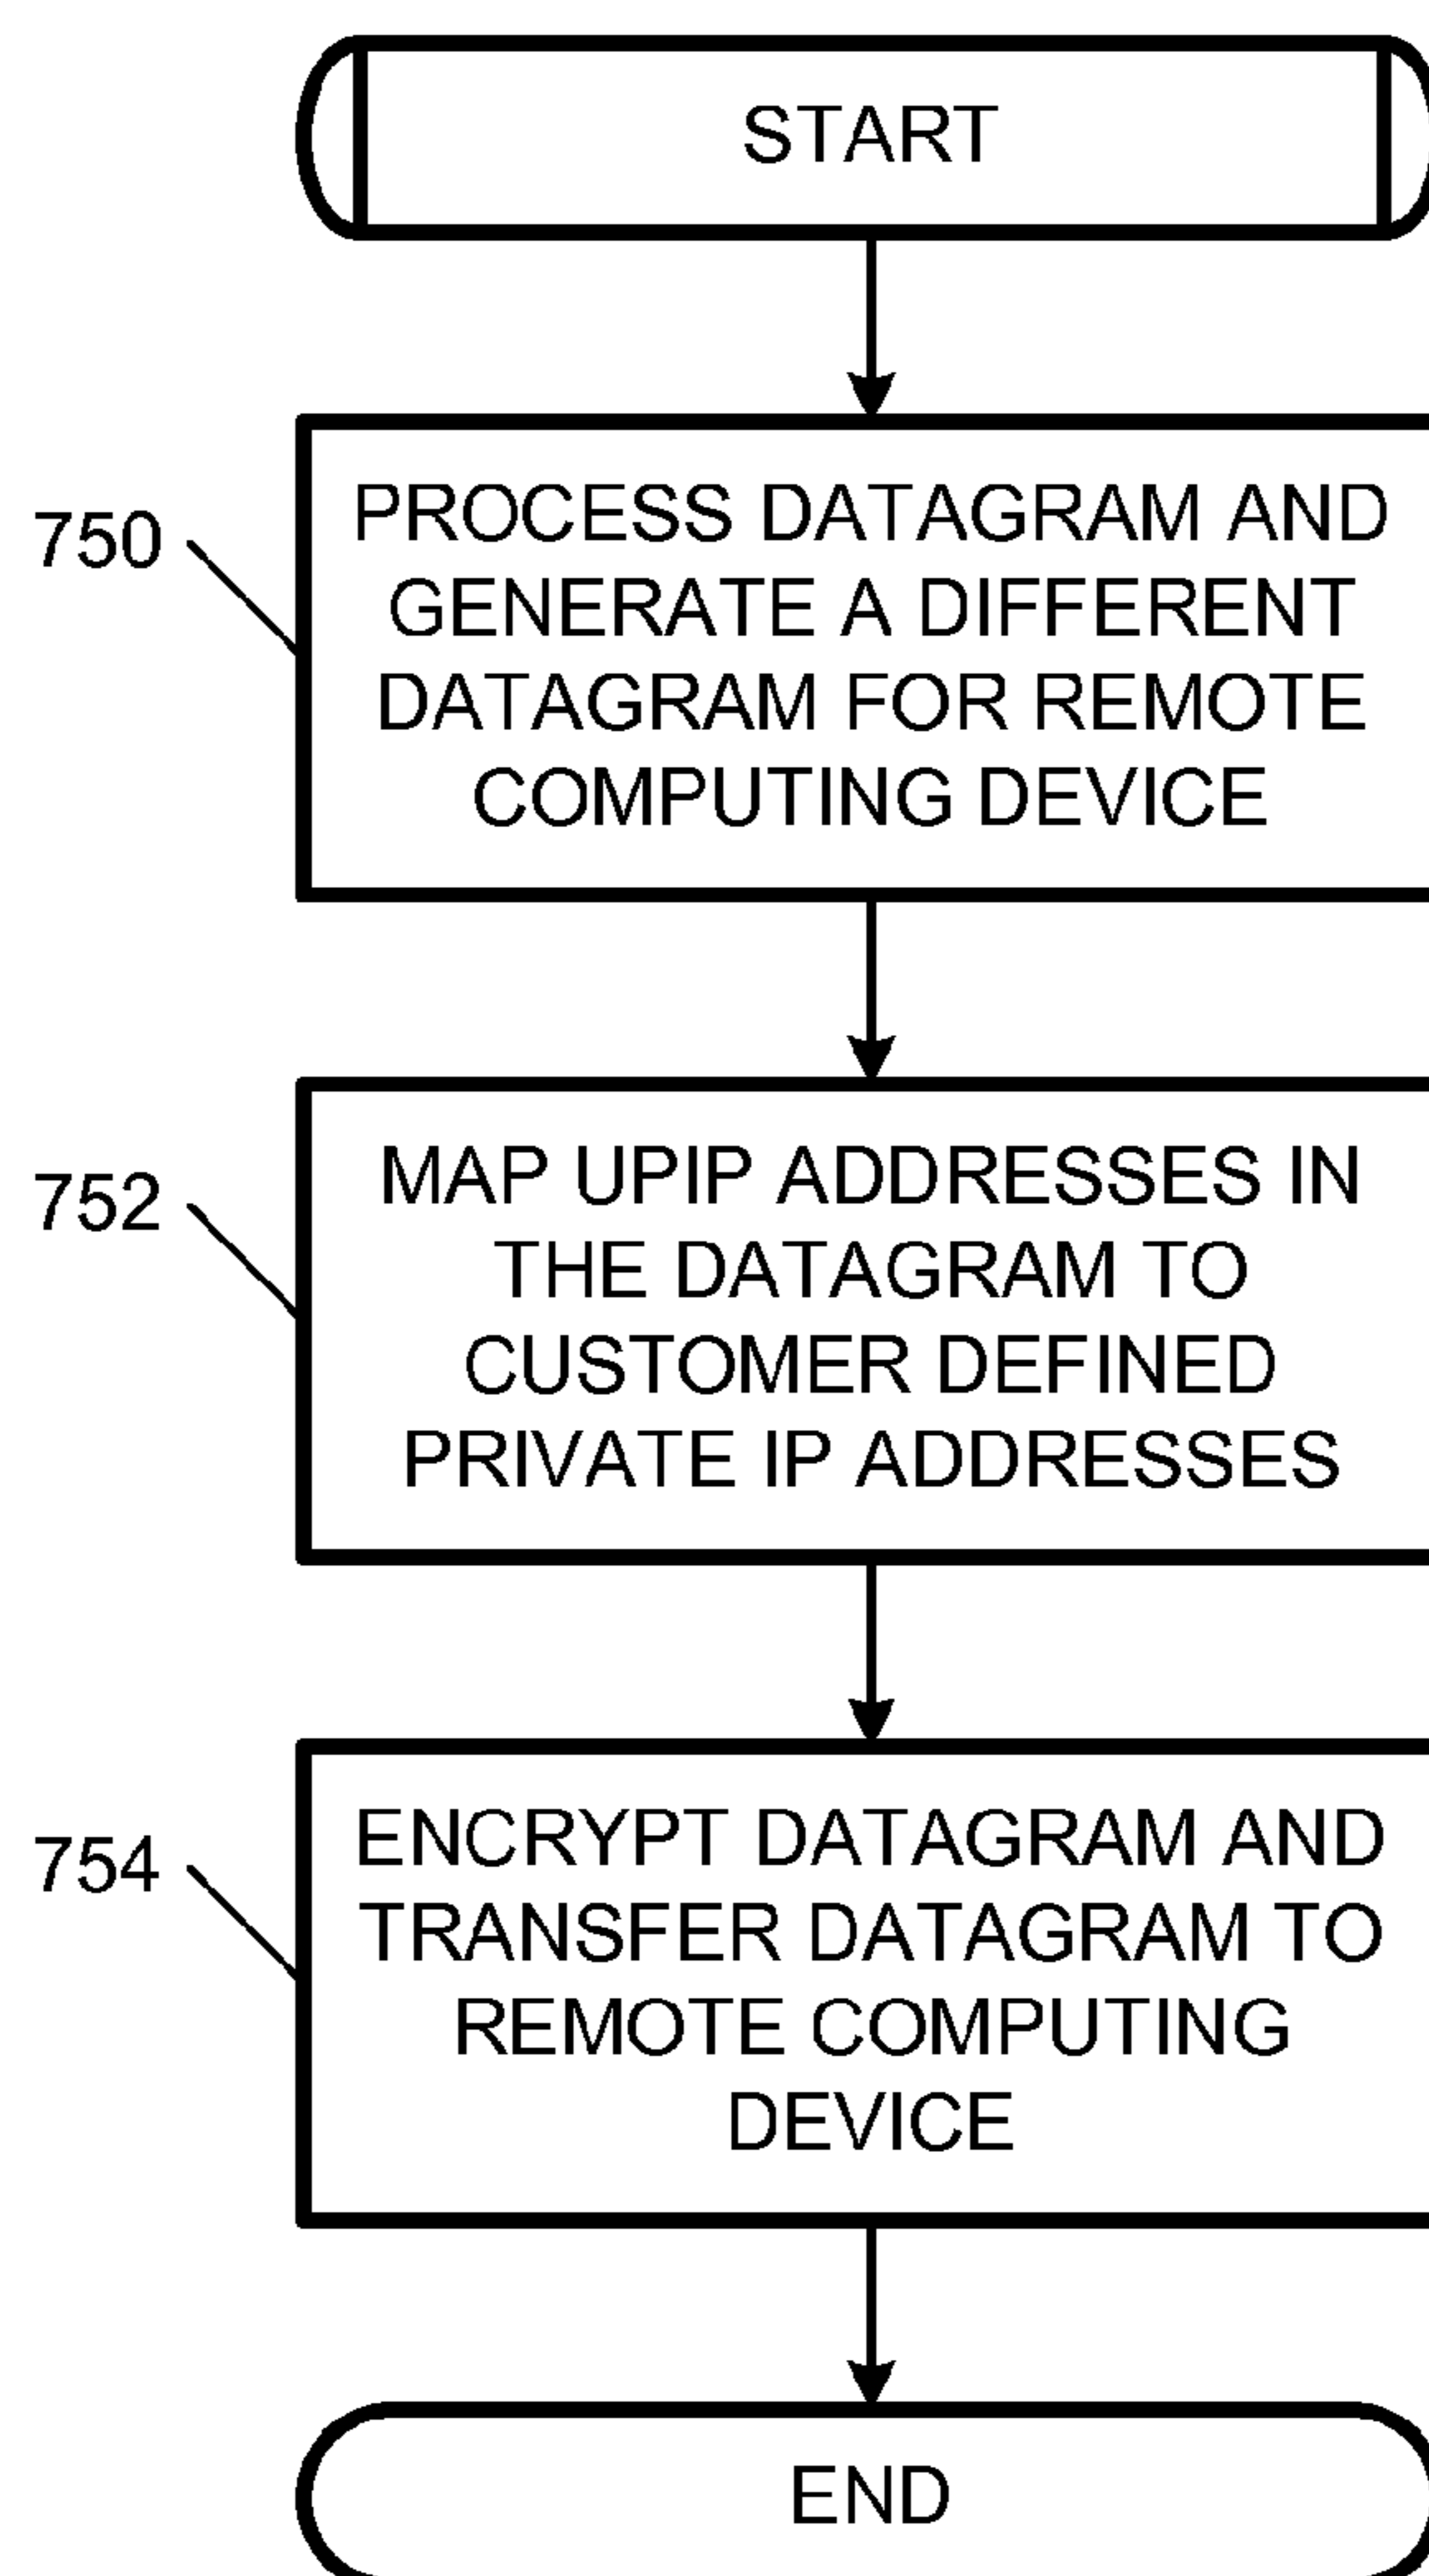 START
750
PROCESS DATAGRAM AND
GENERATE A DIFFERENT
DATAGRAM FOR REMOTE
COMPUTING DEVICE
752
MAP UPIP ADDRESSES IN
THE DATAGRAM TO
CUSTOMER DEFINED
PRIVATE IP ADDRESSES
754
ENCRYPT DATAGRAM AND
TRANSFER DATAGRAM TO
REMOTE COMPUTING
DEVICE
END